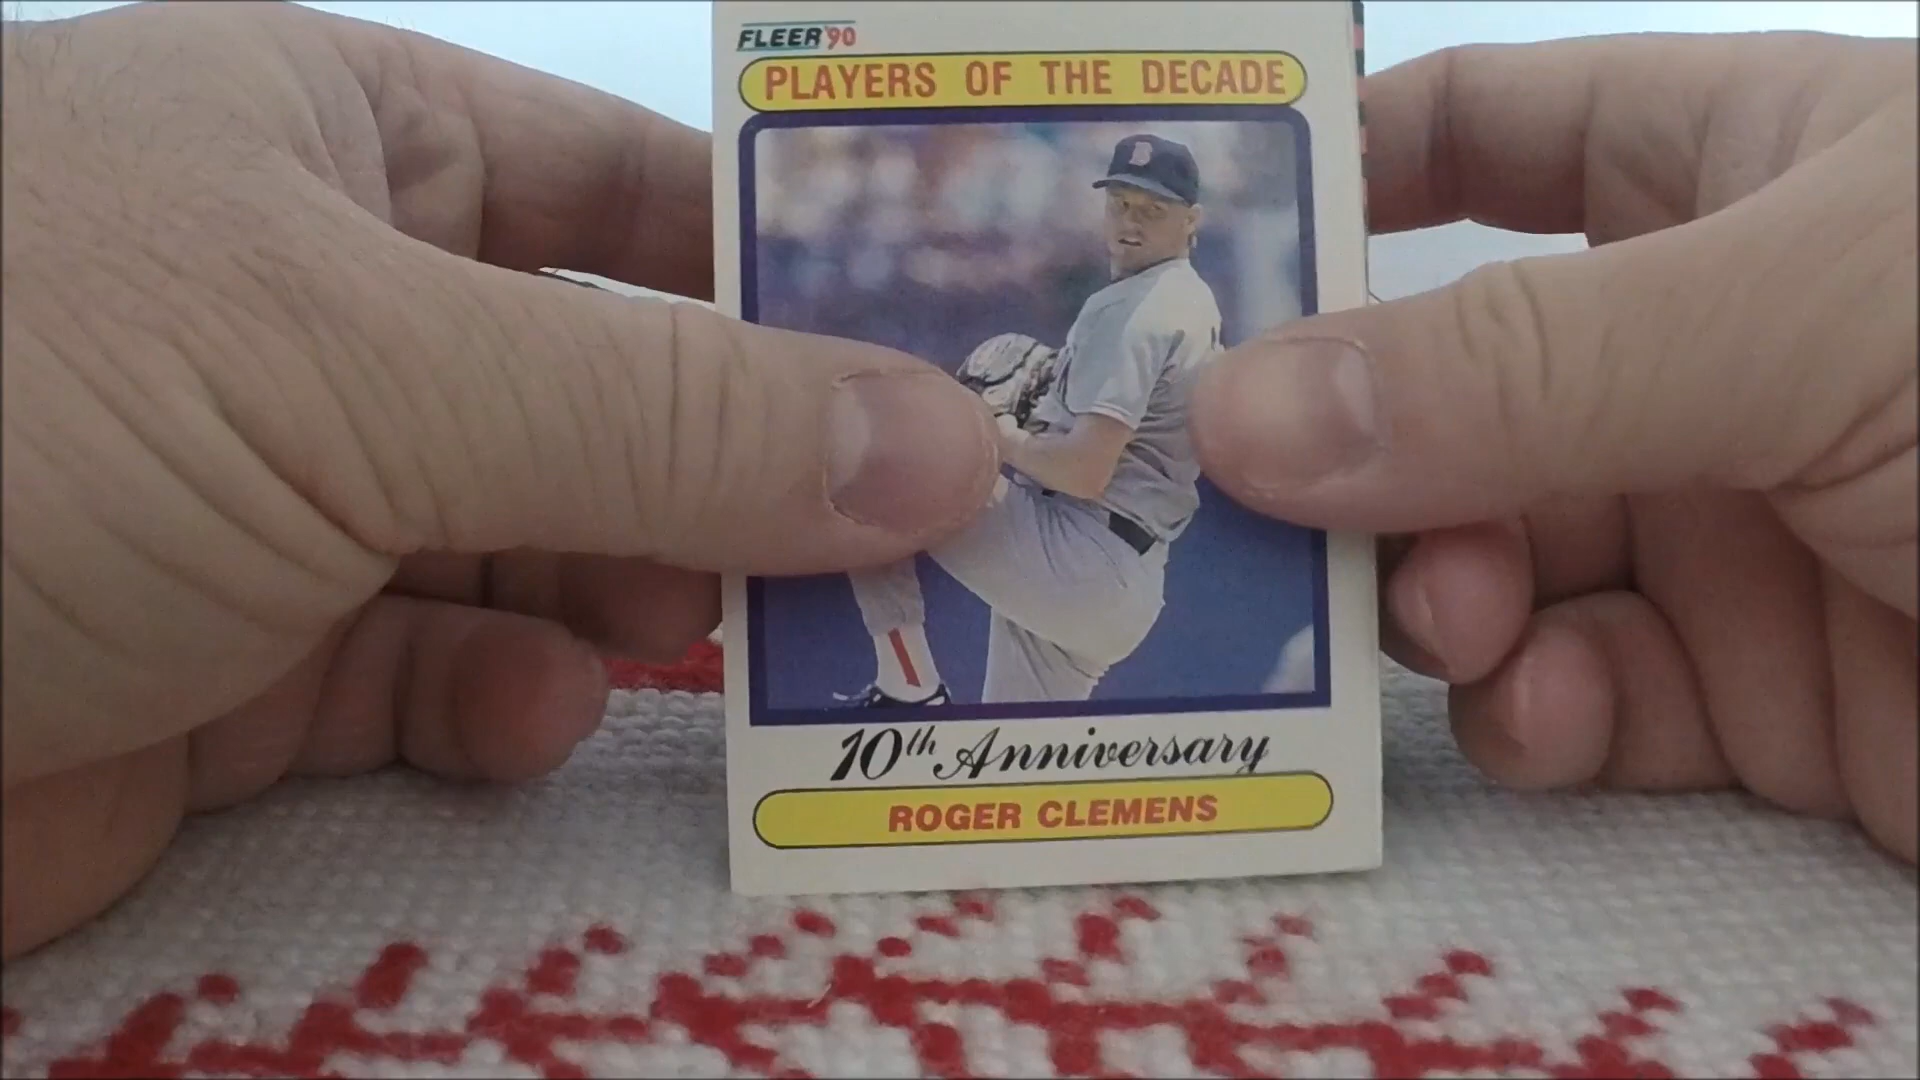 FLEER'90
PLAYERS OF THE DECADE
B
10th Anniversary
ROGER CLEMENS